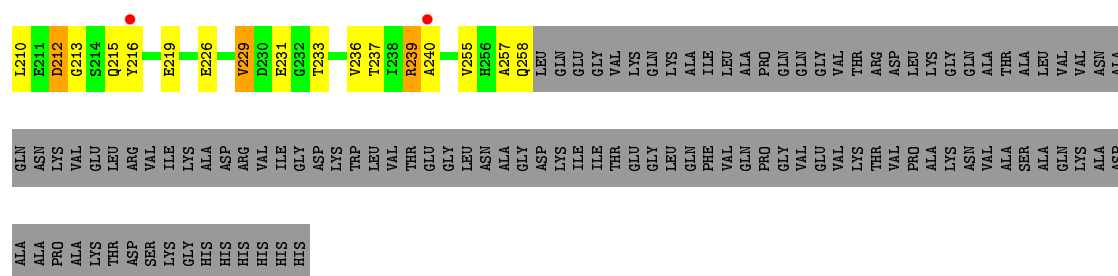 L210 E211 D212 G213 S214 Q215 Y216 E219 E226 V229 D230 E231 G232 T233 V236 T237 I238 R239 A240 V255 H256 A257 Q258 LEU GLN GLU GLY VAL LYS GLN LYS ALA ILE LEU ALA PRO GLN GLN GLY VAL THR ARG ASP LEU LYS GLY GLN ALA THR ALA LEU VAL VAL ASN ALA
GLN ASN LYS VAL GLU LEU ARG VAL ILE LYS ALA ASP ARG VAL ILE GLY ASP LYS TRP LEU VAL THR GLU GLY LEU ASN ALA GLY ASP LYS ILE ILE THR GLU GLY LEU GLN PHE VAL GLN PRO GLY VAL GLU VAL LYS THR VAL PRO ALA LYS ASN VAL ALA SER ALA GLN LYS ALA ASP
ALA ALA PRO ALA LYS THR ASP SER LYS GLY HIS HIS HIS HIS HIS HIS